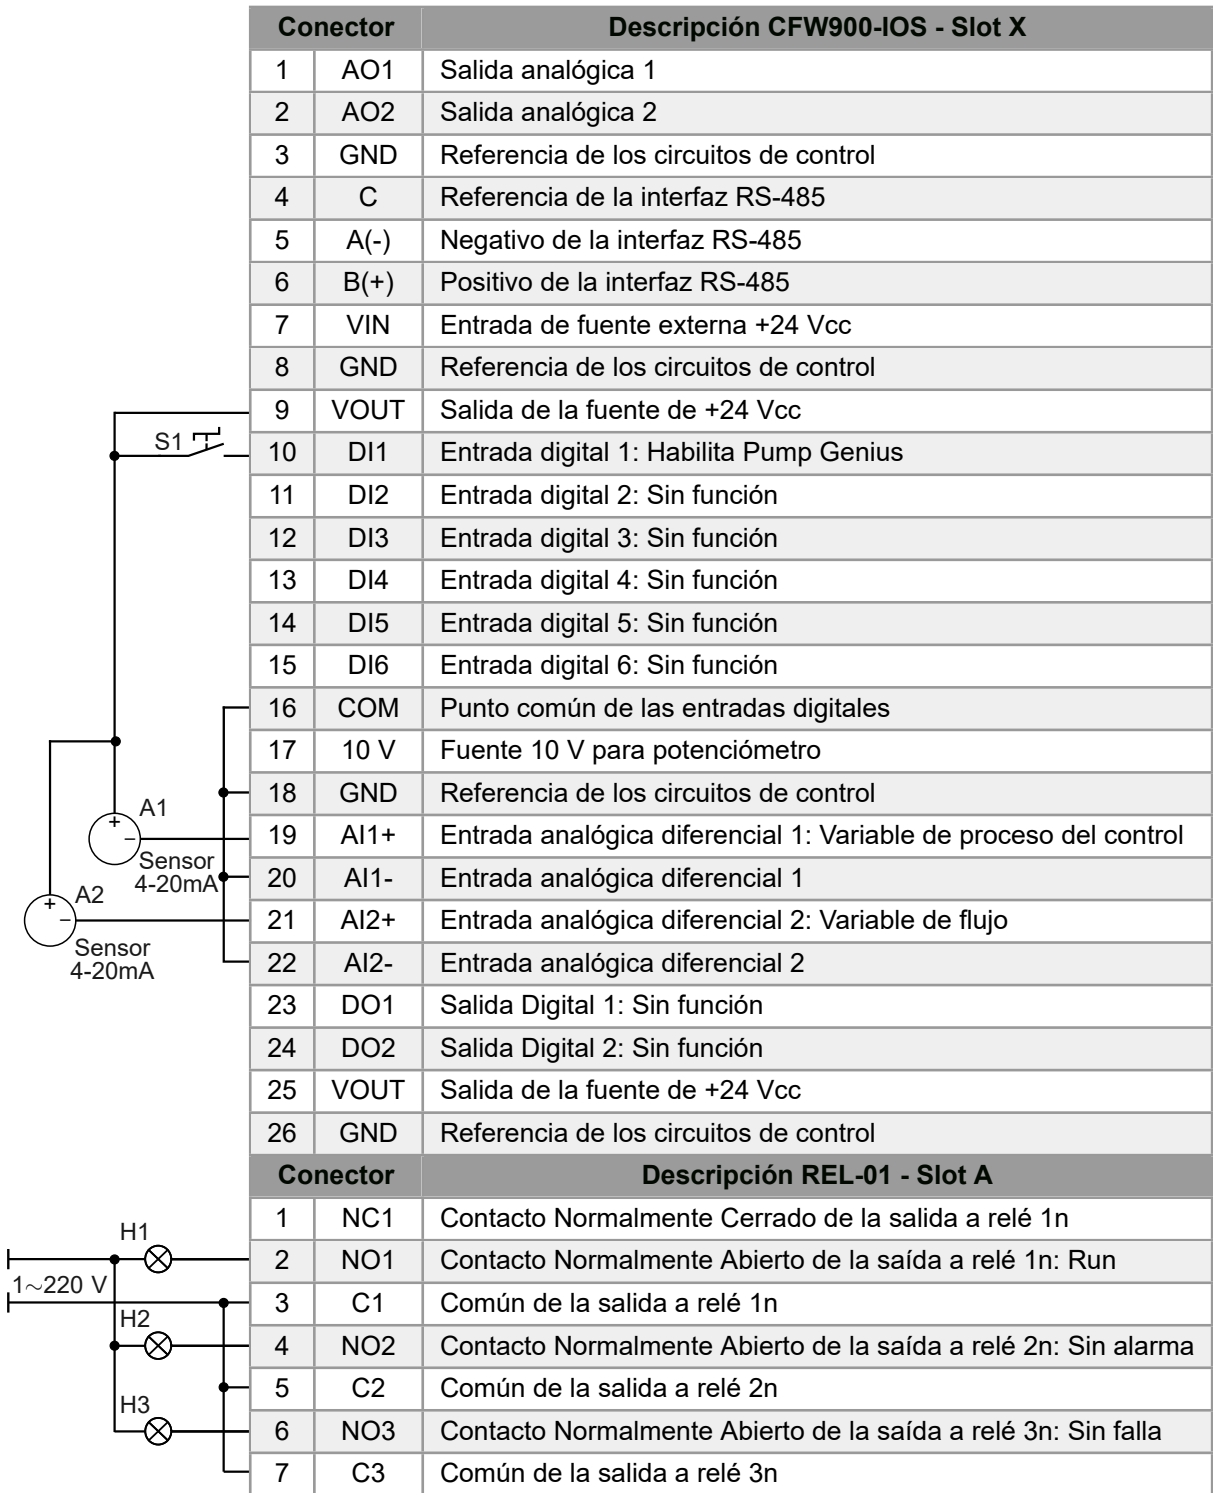 Conector Descripción CFW900-IOS - Slot X
1 AO1 Salida analógica 1
2 AO2 Salida analógica 2
3 GND Referencia de los circuitos de control
4 C Referencia de la interfaz RS-485
5 A(-) Negativo de la interfaz RS-485
6 B(+) Positivo de la interfaz RS-485
7 VIN Entrada de fuente externa +24 Vcc
8 GND Referencia de los circuitos de control
9 VOUT Salida de la fuente de +24 Vcc
S1 10 DI1 Entrada digital 1: Habilita Pump Genius
11 DI2 Entrada digital 2: Sin función
12 DI3 Entrada digital 3: Sin función
13 DI4 Entrada digital 4: Sin función
14 DI5 Entrada digital 5: Sin función
15 DI6 Entrada digital 6: Sin función
16 COM Punto común de las entradas digitales
17 10 V Fuente 10 V para potenciómetro
18 GND Referencia de los circuitos de control
A1
+ −
Sensor
4-20mA
19 AI1+ Entrada analógica diferencial 1: Variable de proceso del control
20 AI1- Entrada analógica diferencial 1
A2
+ −
Sensor
4-20mA
21 AI2+ Entrada analógica diferencial 2: Variable de flujo
22 AI2- Entrada analógica diferencial 2
23 DO1 Salida Digital 1: Sin función
24 DO2 Salida Digital 2: Sin función
25 VOUT Salida de la fuente de +24 Vcc
26 GND Referencia de los circuitos de control
Conector Descripción REL-01 - Slot A
1 NC1 Contacto Normalmente Cerrado de la salida a relé 1n
H1
2 NO1 Contacto Normalmente Abierto de la saída a relé 1n: Run
1~220 V
3 C1 Común de la salida a relé 1n
H2
4 NO2 Contacto Normalmente Abierto de la saída a relé 2n: Sin alarma
5 C2 Común de la salida a relé 2n
H3
6 NO3 Contacto Normalmente Abierto de la saída a relé 3n: Sin falla
7 C3 Común de la salida a relé 3n